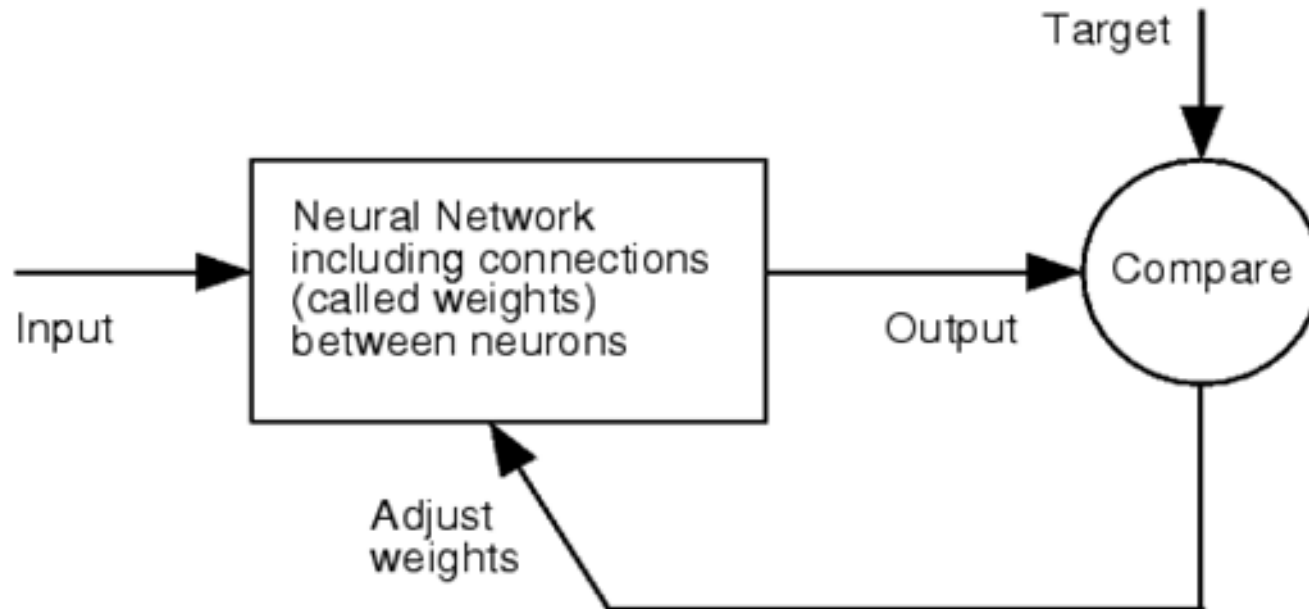 Target
Neural Network
including connections
(called weights)
between neurons
Compare
Input
Output
Adjust
weights